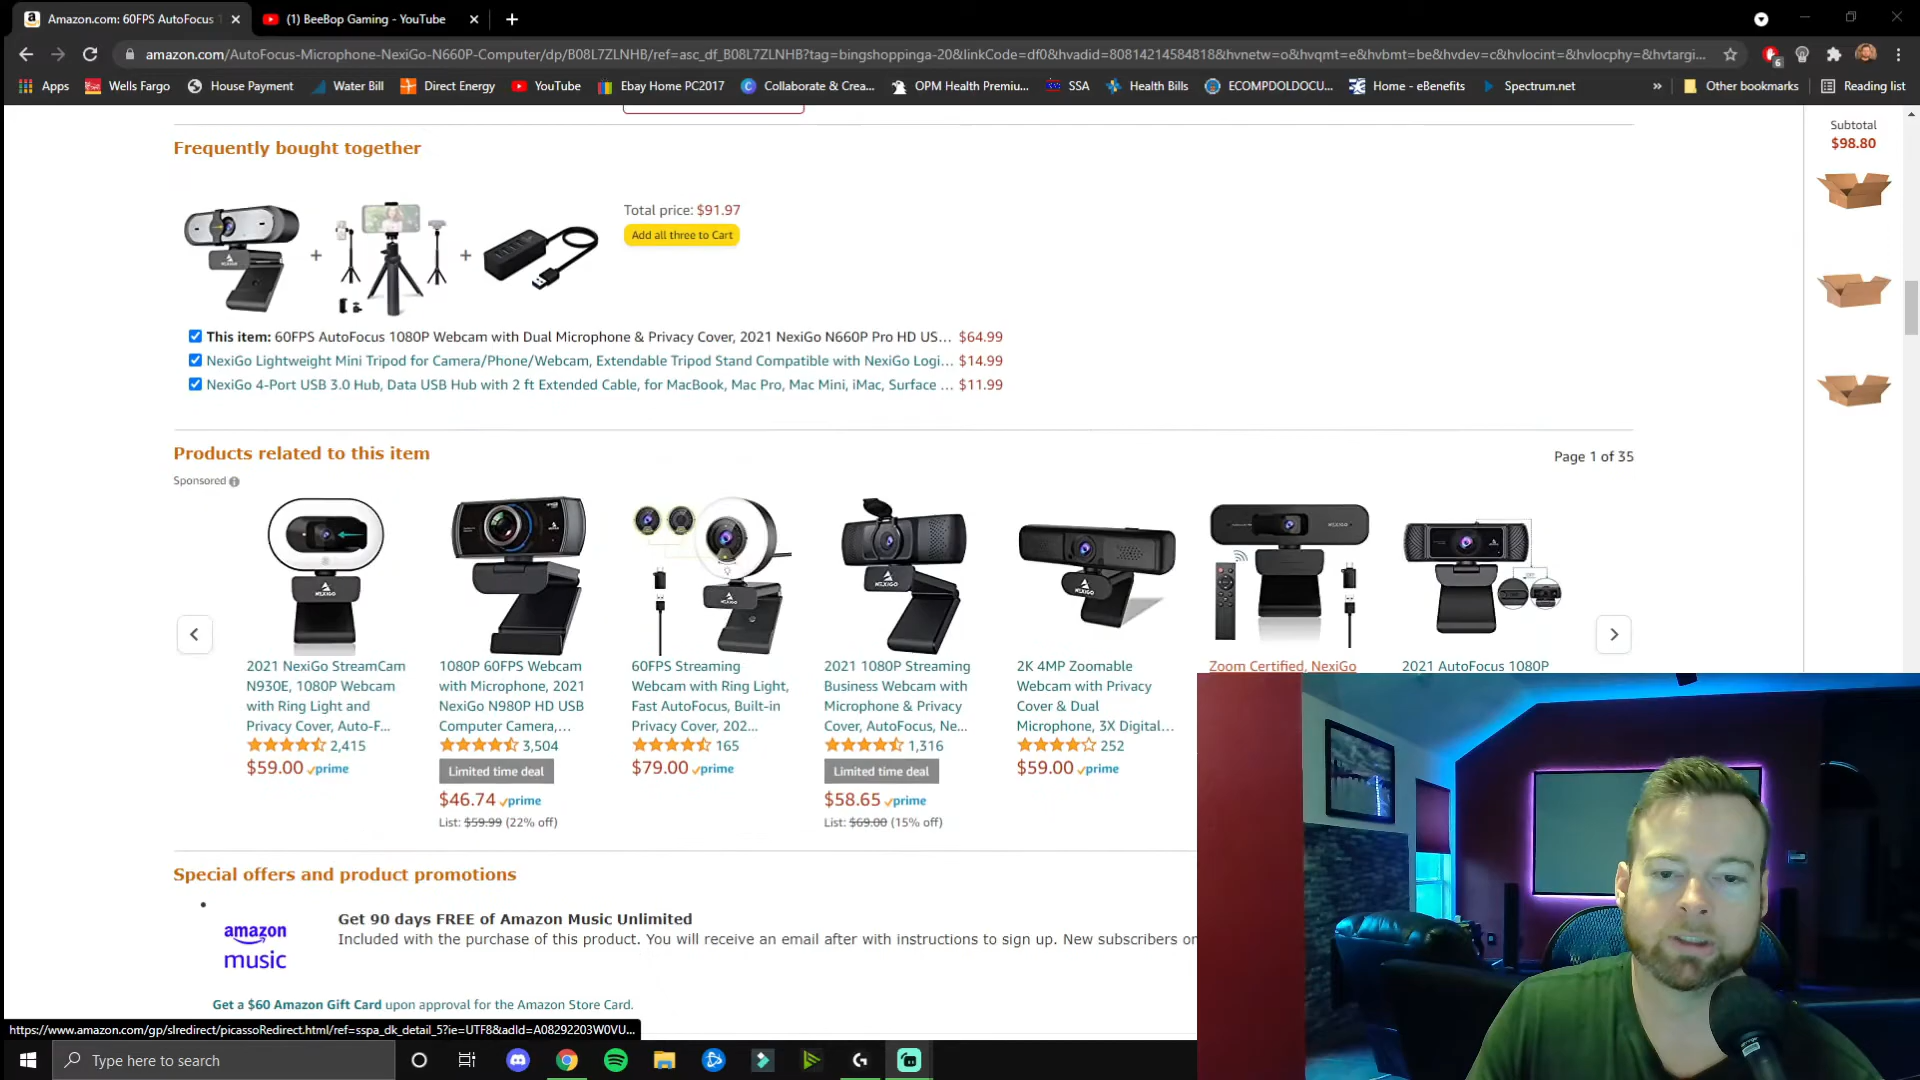 Amazon.com: 60FPS AutoFocus 1
(1) BeeBop Gaming - YouTube
amazon.com/AutoFocus-Microphone-NexiGo-N660P-Computer/dp/B08L7ZLNHB/ref=asc_df_B08L7ZLNHB?tag=bingshoppinga-20&linkCode=df0&hvadid=80814214584818&hvnetw=o&hvqmt=e&hvbmt=be&hvdev=c&hvlocint=&hvlocphy=&hvtargi...
6
Apps Wells Fargo House Payment Water Bill Direct Energy YouTube Ebay Home PC2017 Collaborate & Crea... OPM Health Premiu... SSA Health Bills ECOMPDOLDOCU... Home - eBenefits Spectrum.net » Other bookmarks Reading list
Subtotal
$98.80
Frequently bought together
Total price: $91.97
Add all three to Cart
+ +
This item: 60FPS AutoFocus 1080P Webcam with Dual Microphone & Privacy Cover, 2021 NexiGo N660P Pro HD US... $64.99
NexiGo Lightweight Mini Tripod for Camera/Phone/Webcam, Extendable Tripod Stand Compatible with NexiGo Logi... $14.99
NexiGo 4-Port USB 3.0 Hub, Data USB Hub with 2 ft Extended Cable, for MacBook, Mac Pro, Mac Mini, iMac, Surface ... $11.99
Products related to this item
Page 1 of 35
Sponsored
2021 NexiGo StreamCam
N930E, 1080P Webcam
with Ring Light and
Privacy Cover, Auto-F...
2,415
$59.00 prime
1080P 60FPS Webcam
with Microphone, 2021
NexiGo N980P HD USB
Computer Camera,...
3,504
Limited time deal
$46.74 prime
List: $59.99 (22% off)
60FPS Streaming
Webcam with Ring Light,
Fast AutoFocus, Built-in
Privacy Cover, 202...
165
$79.00 prime
2021 1080P Streaming
Business Webcam with
Microphone & Privacy
Cover, AutoFocus, Ne...
1,316
Limited time deal
$58.65 prime
List: $69.00 (15% off)
2K 4MP Zoomable
Webcam with Privacy
Cover & Dual
Microphone, 3X Digital...
252
$59.00 prime
Zoom Certified, NexiGo
2021 AutoFocus 1080P
Special offers and product promotions
amazon
music
Get 90 days FREE of Amazon Music Unlimited
Included with the purchase of this product. You will receive an email after with instructions to sign up. New subscribers on
Get a $60 Amazon Gift Card upon approval for the Amazon Store Card.
https://www.amazon.com/gp/slredirect/picassoRedirect.html/ref=sspa_dk_detail_5?ie=UTF8&adId=A08292203W0VU...
Type here to search